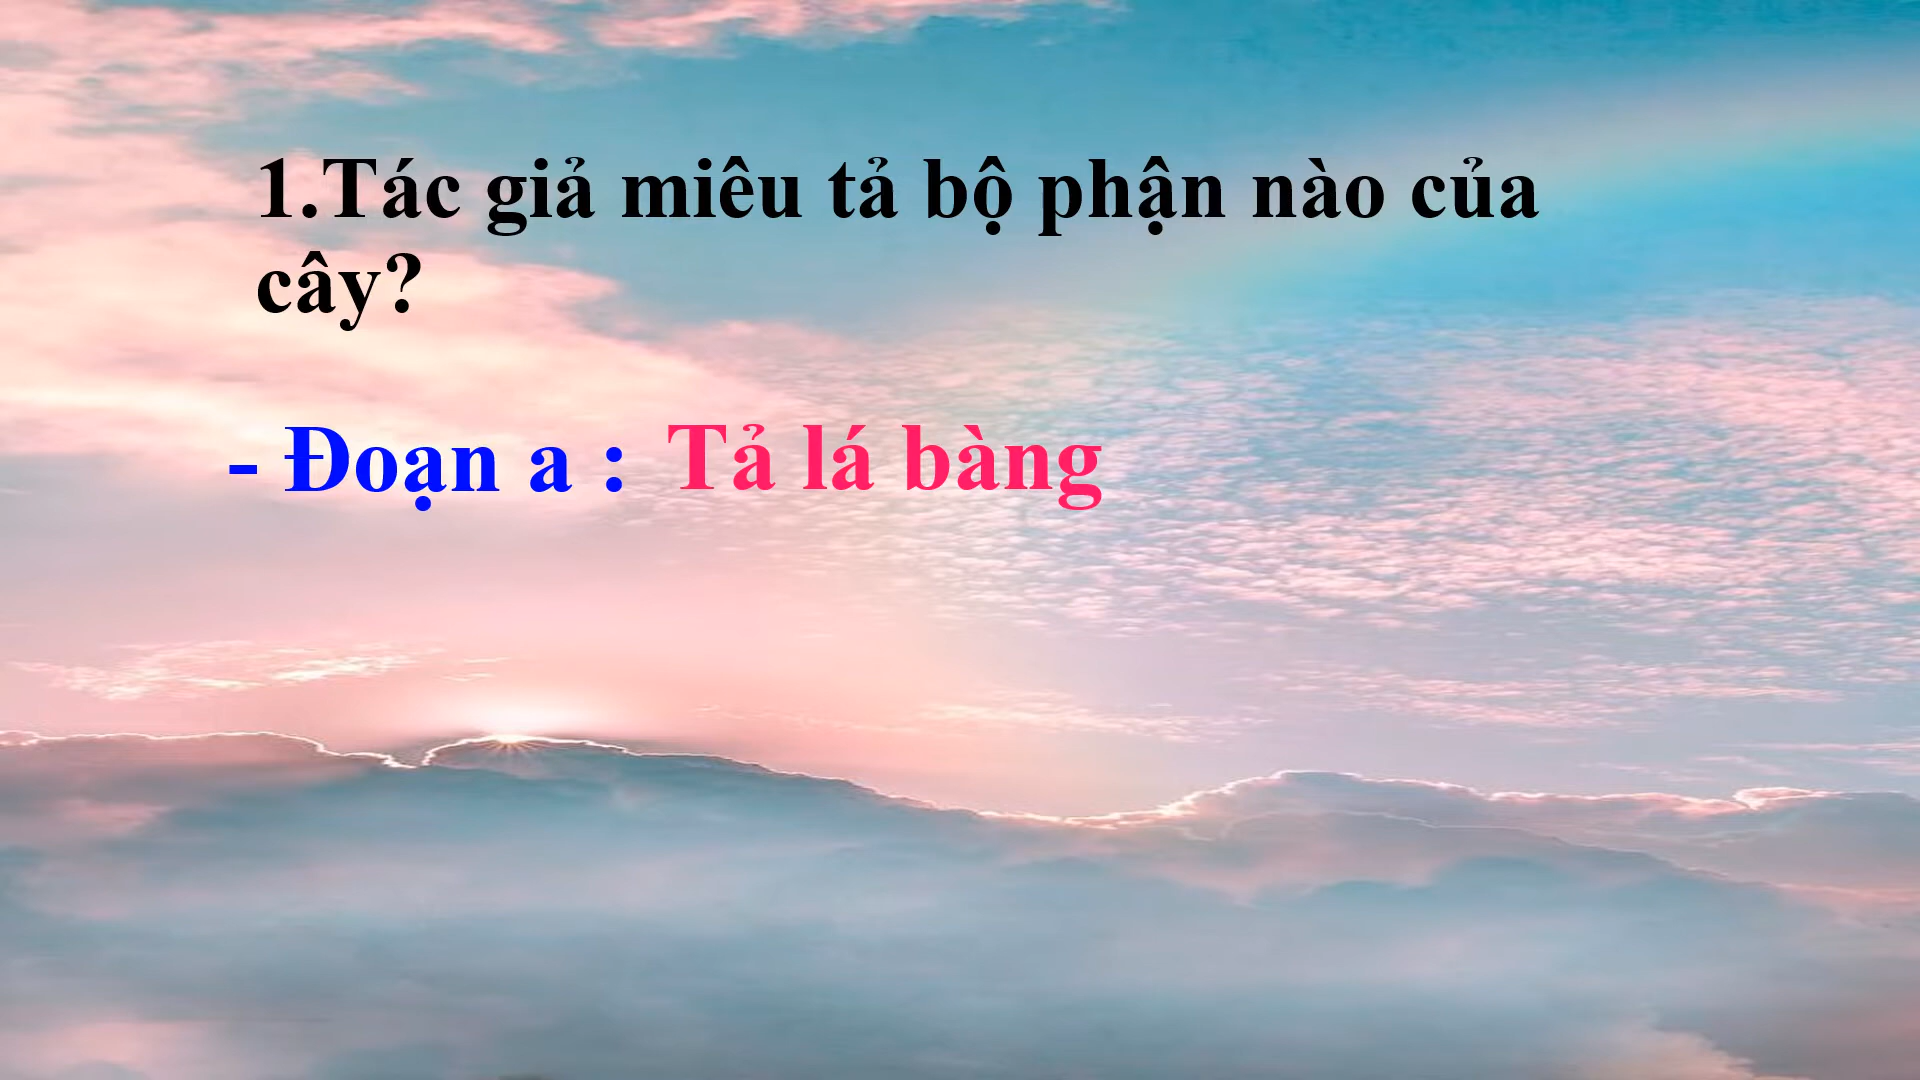 1.Tác giả miêu tả bộ phận nào của
cây?
- Đoạn a : Tả lá bàng